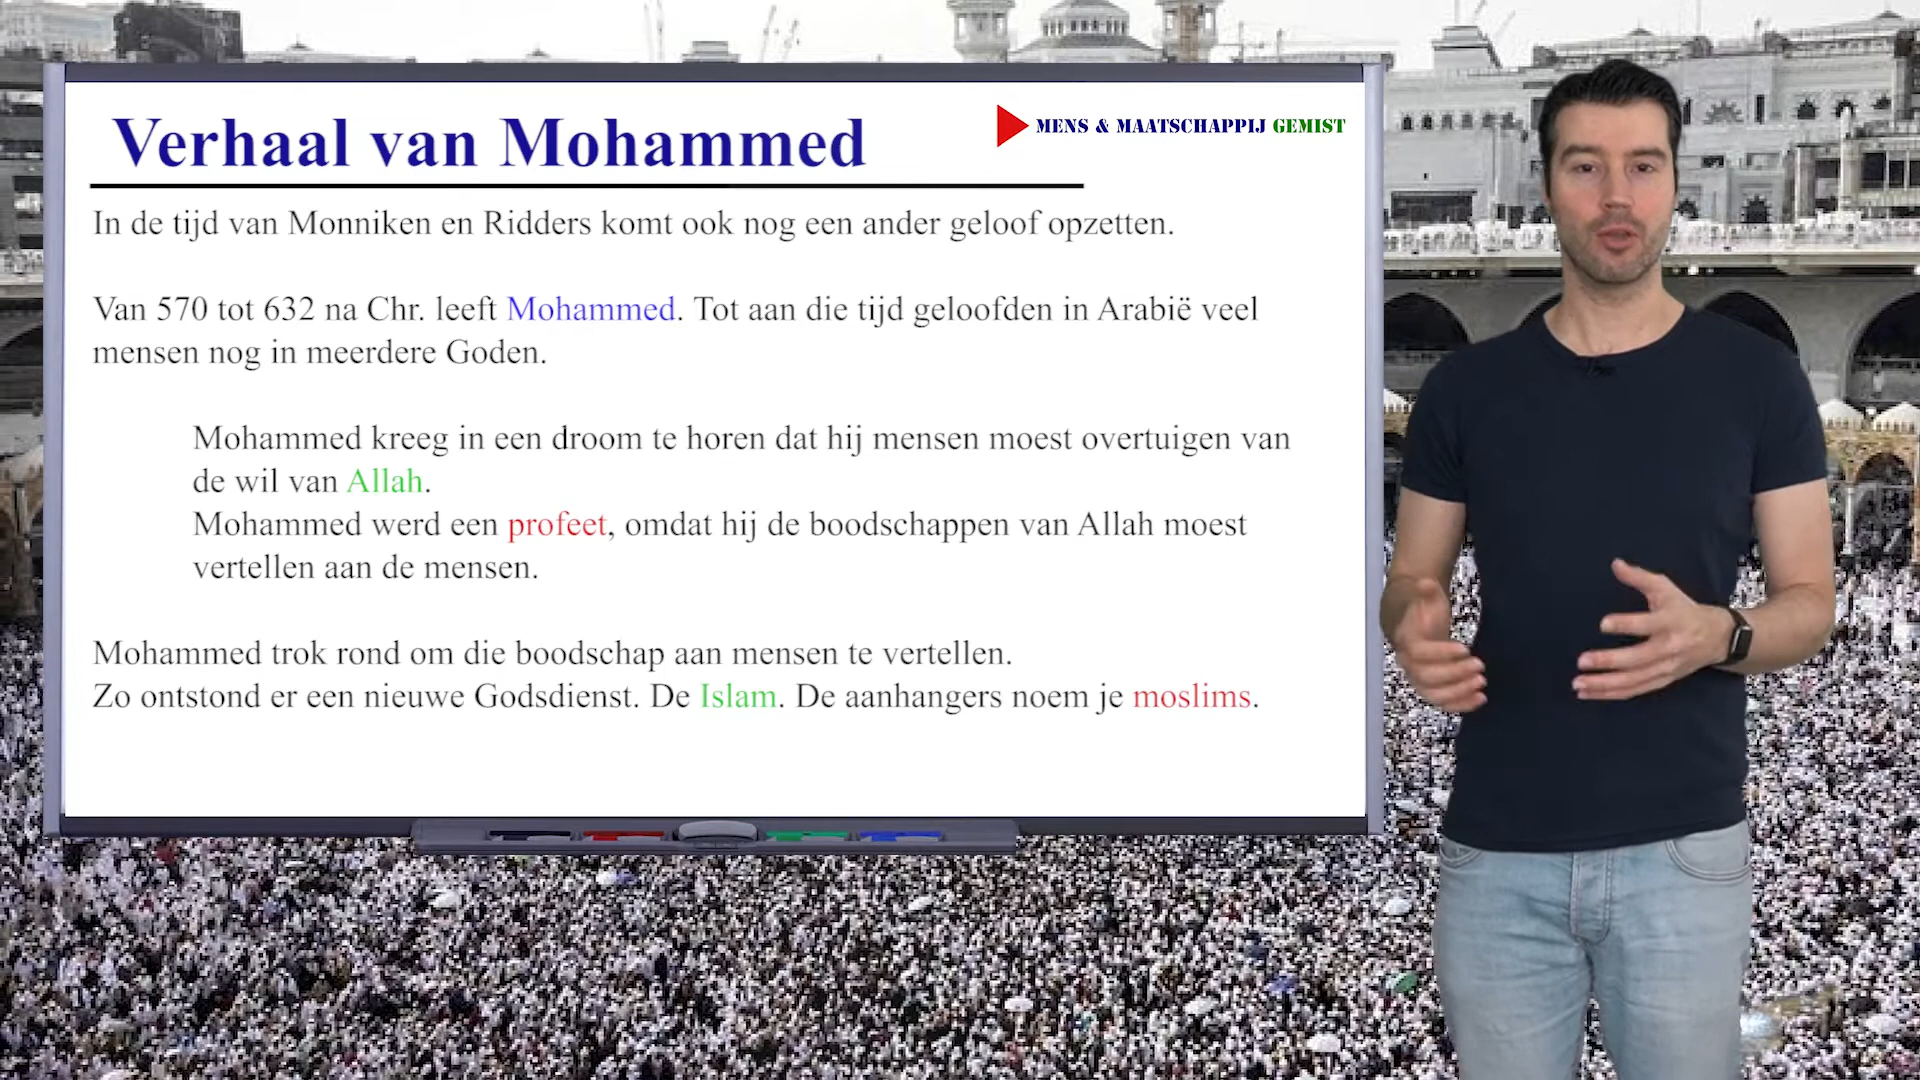 Verhaal van Mohammed
MENS & MAATSCHAPPIJ GEMIST
In de tijd van Monniken en Ridders komt ook nog een ander geloof opzetten.
Van 570 tot 632 na Chr. leeft Mohammed. Tot aan die tijd geloofden in Arabië veel
mensen nog in meerdere Goden.
Mohammed kreeg in een droom te horen dat hij mensen moest overtuigen van
de wil van Allah.
Mohammed werd een profeet, omdat hij de boodschappen van Allah moest
vertellen aan de mensen.
Mohammed trok rond om die boodschap aan mensen te vertellen.
Zo ontstond er een nieuwe Godsdienst. De Islam. De aanhangers noem je moslims.